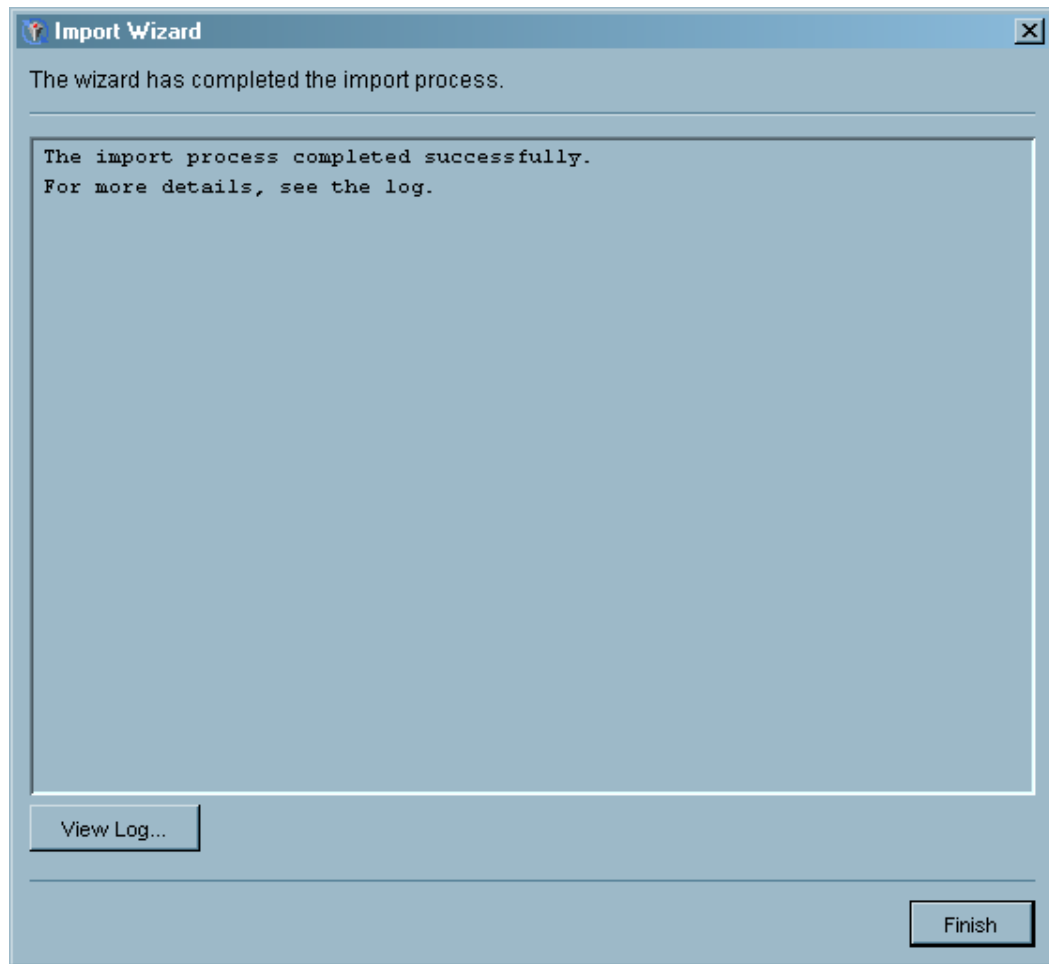 Import Wizard
The wizard has completed the import process.
The import process completed successfully.
For more details, see the log.
View Log...
Finish